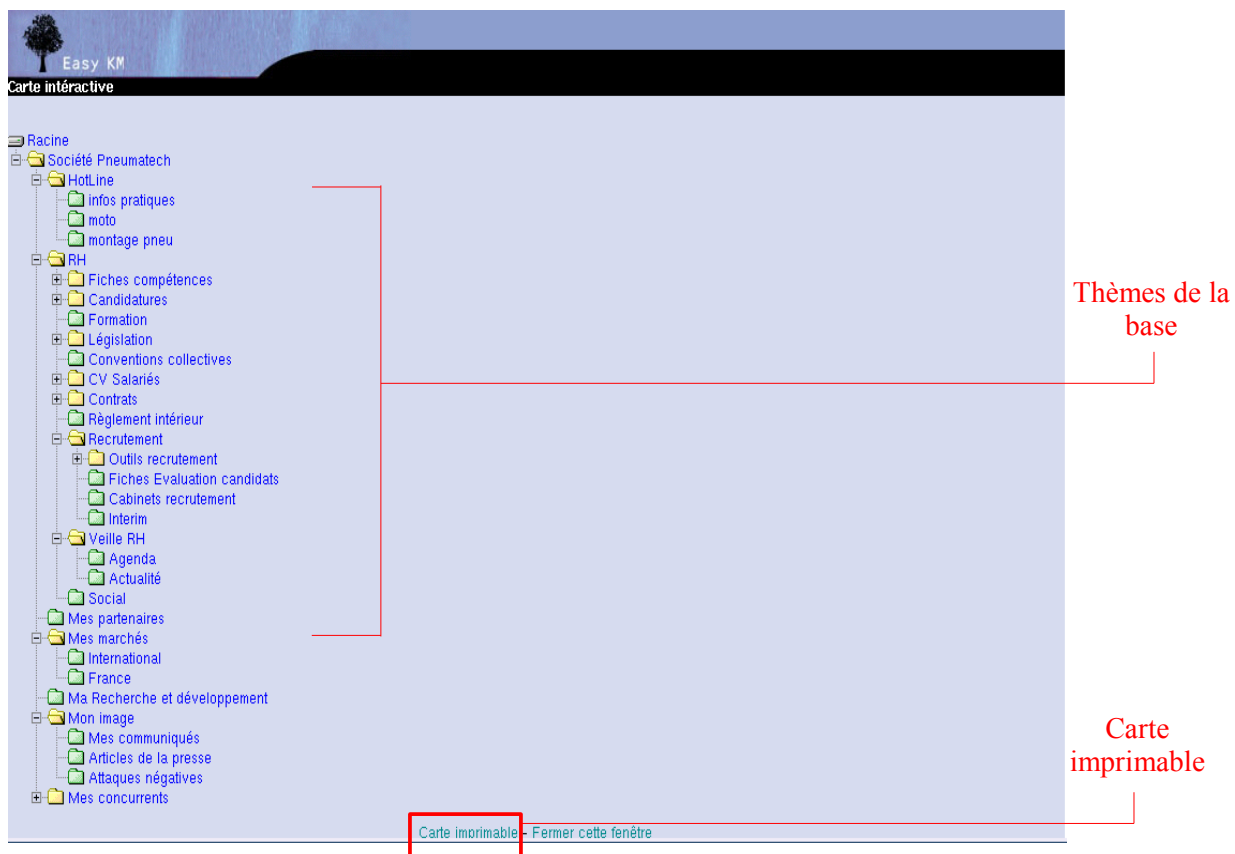 Easy KM
Carte intéractive
Racine
Société Pneumatech
HotLine
infos pratiques
moto
montage pneu
RH
Fiches compétences
Candidatures
Formation
Législation
Conventions collectives
CV Salariés
Contrats
Règlement intérieur
Recrutement
Outils recrutement
Fiches Evaluation candidats
Cabinets recrutement
Interim
Veille RH
Agenda
Actualité
Social
Mes partenaires
Mes marchés
International
France
Ma Recherche et développement
Mon image
Mes communiqués
Articles de la presse
Attaques négatives
Mes concurrents
Carte imprimable - Fermer cette fenêtre
Thèmes de la
base
Carte
imprimable